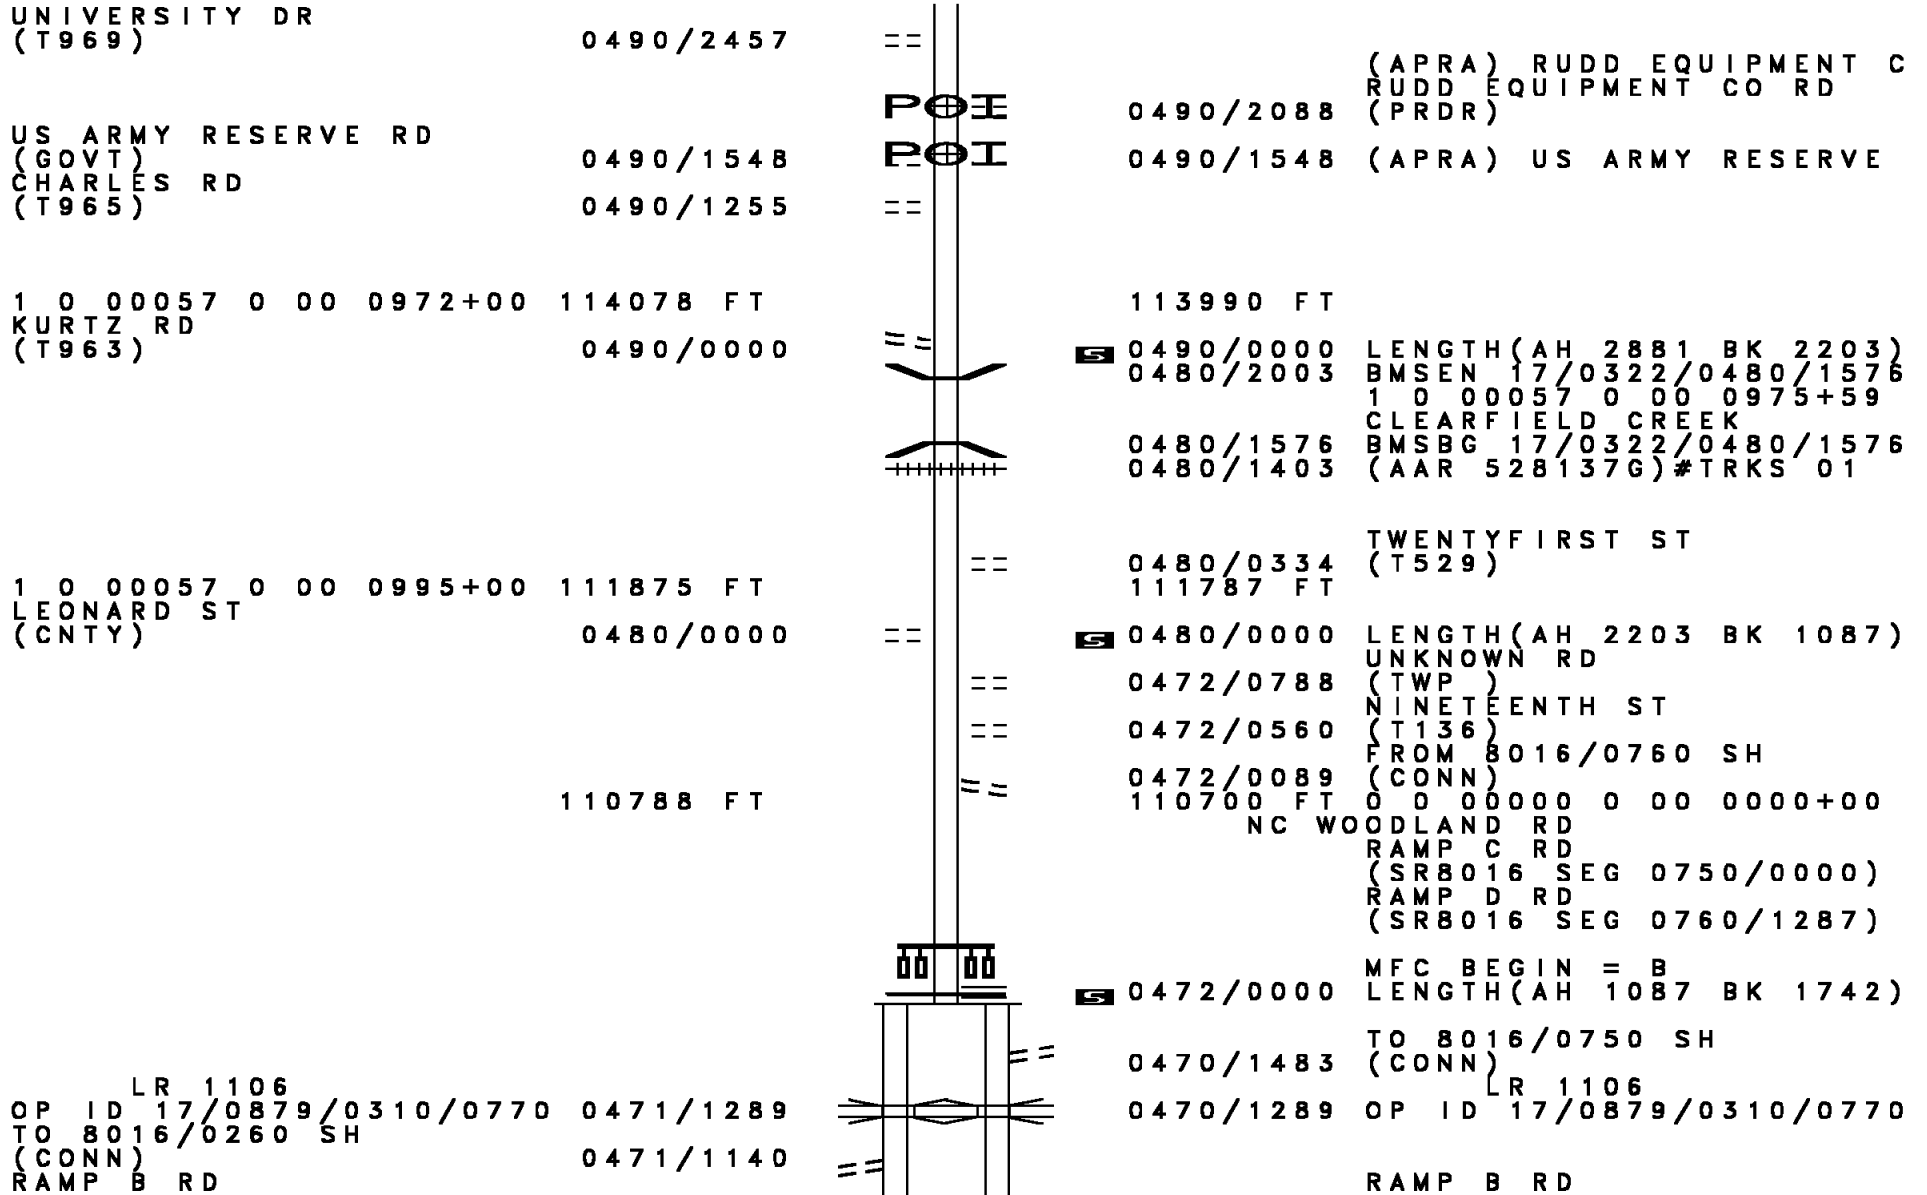 UNIVERSITY DR
(T969) 0490/2457
(APRA) RUDD EQUIPMENT C
RUDD EQUIPMENT CO RD
POI 0490/2088 (PRDR)
US ARMY RESERVE RD
(GOVT) 0490/1548 POI 0490/1548 (APRA) US ARMY RESERVE
CHARLES RD
(T965) 0490/1255
1 0 00057 0 00 0972+00 114078 FT 113990 FT
KURTZ RD
(T963) 0490/0000 S 0490/0000 LENGTH(AH 2881 BK 2203)
0480/2003 BMSEN 17/0322/0480/1576
1 0 00057 0 00 0975+59
CLEARFIELD CREEK
0480/1576 BMSBG 17/0322/0480/1576
0480/1403 (AAR 528137G)#TRKS 01
TWENTYFIRST ST
0480/0334 (T529)
1 0 00057 0 00 0995+00 111875 FT 111787 FT
LEONARD ST
(CNTY) 0480/0000 S 0480/0000 LENGTH(AH 2203 BK 1087)
UNKNOWN RD
0472/0788 (TWP )
NINETEENTH ST
0472/0560 (T136)
FROM 8016/0760 SH
0472/0089 (CONN)
110788 FT 110700 FT 0 0 00000 0 00 0000+00
NC WOODLAND RD
RAMP C RD
(SR8016 SEG 0750/0000)
RAMP D RD
(SR8016 SEG 0760/1287)
MFC BEGIN = B
S 0472/0000 LENGTH(AH 1087 BK 1742)
TO 8016/0750 SH
0470/1483 (CONN)
LR 1106 LR 1106
OP ID 17/0879/0310/0770 0471/1289 0470/1289 OP ID 17/0879/0310/0770
TO 8016/0260 SH
(CONN) 0471/1140
RAMP B RD RAMP B RD